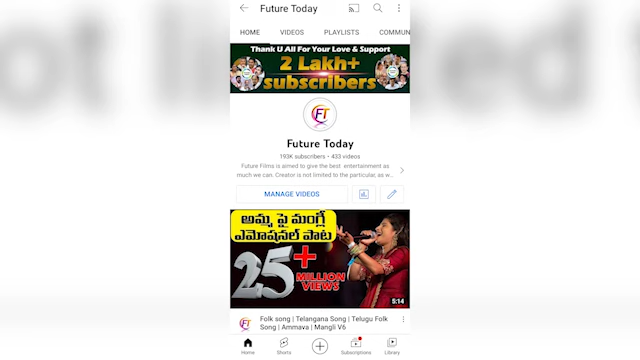 Future Today
HOME VIDEOS PLAYLISTS COMMUN
Thank U All For Your Love & Support
2 Lakh+
subscribers
FT
Future Today
193K subscribers • 433 videos
Future Films is aimed to give the best entertainment as
much we can. Creator is not limited to the particular, as w...
MANAGE VIDEOS
అమ్మ పై మంగ్లీ
ఎమోషనల్ పాట
25+
MILLION
VIEWS
5:14
Folk song | Telangana Song | Telugu Folk
Song | Ammava | Mangli V6
Home Shorts Subscriptions Library